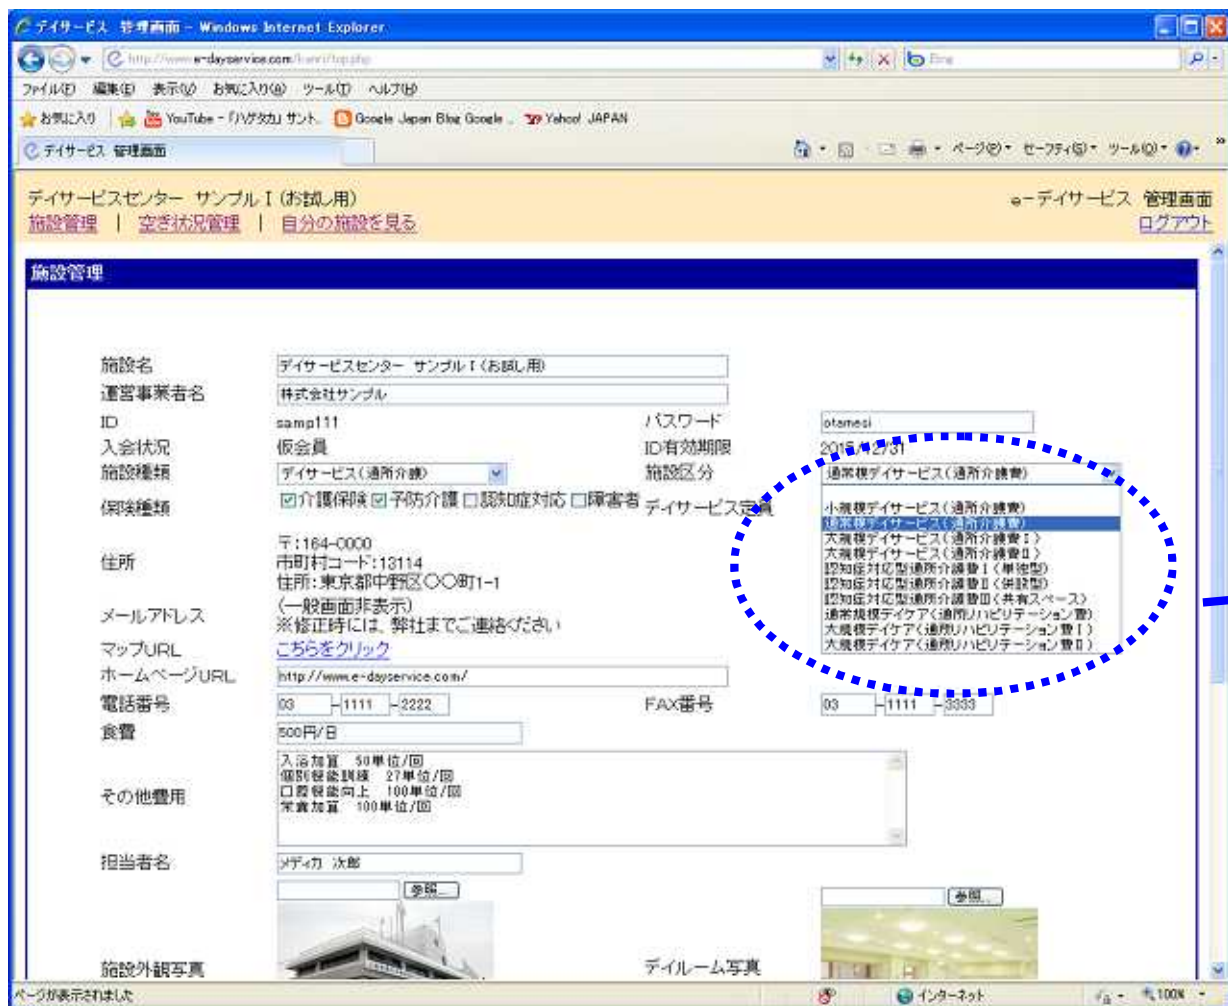 デイサービス 管理画面 - Windows Internet Explorer
http://www.e-dayservice.com/kanri/top.php
Bing
ファイル(F) 編集(E) 表示(V) お気に入り(A) ツール(T) ヘルプ(H)
お気に入り YouTube - 「ハゲタカ」 サント... Google Japan Blog Google ... Yahoo! JAPAN
デイサービス 管理画面
ページ(P) セーフティ(S) ツール(O)
デイサービスセンター サンプルⅠ(お試し用)
e-デイサービス 管理画面
施設管理 | 空き状況管理 | 自分の施設を見る
ログアウト
施設管理
施設名 デイサービスセンター サンプルⅠ(お試し用)
運営事業者名 株式会社サンプル
ID samp111 パスワード otamesi
入会状況 仮会員 ID有効期限 2015/12/31
施設種類 デイサービス(通所介護) 施設区分 通常模デイサービス(通所介護費)
保険種類 介護保険 予防介護 認知症対応 障害者 デイサービス定員
小規模デイサービス(通所介護費)
通常模デイサービス(通所介護費)
大規模デイサービス(通所介護費Ⅰ)
大規模デイサービス(通所介護費Ⅱ)
認知症対応型通所介護費Ⅰ(単独型)
認知症対応型通所介護費Ⅱ(併設型)
認知症対応型通所介護費Ⅲ(共有スペース)
通常規模デイケア(通所リハビリテーション費)
大規模デイケア(通所リハビリテーション費Ⅰ)
大規模デイケア(通所リハビリテーション費Ⅱ)
住所
〒:164-0000
市町村コード:13114
住所:東京都中野区〇〇町1-1
メールアドレス
(一般画面非表示)
※修正時には、弊社までご連絡ください
マップURL こちらをクリック
ホームページURL http://www.e-dayservice.com/
電話番号 03 -1111 -2222 FAX番号 03 -1111 -3333
食費 500円/日
その他費用
入浴加算 50単位/回
個別機能訓練 27単位/回
口腔機能向上 100単位/回
栄養加算 100単位/回
担当者名 メディカ 次郎
参照... 参照...
施設外観写真 デイルーム写真
ページが表示されました インターネット 100%